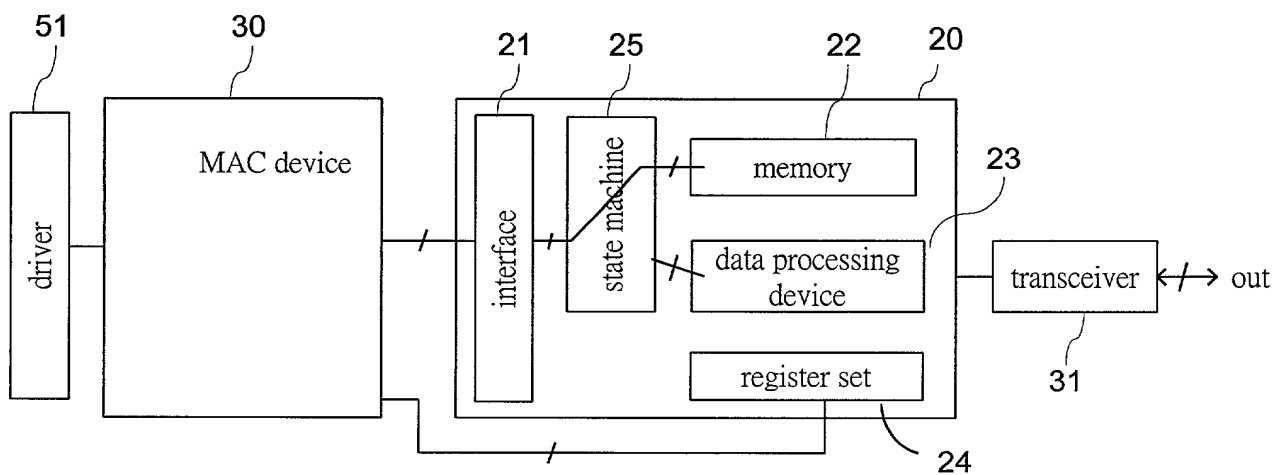 51
30
21
25
22
20
MAC device
memory
23
driver
interface
state machine
data processing
device
transceiver
out
register set
31
24